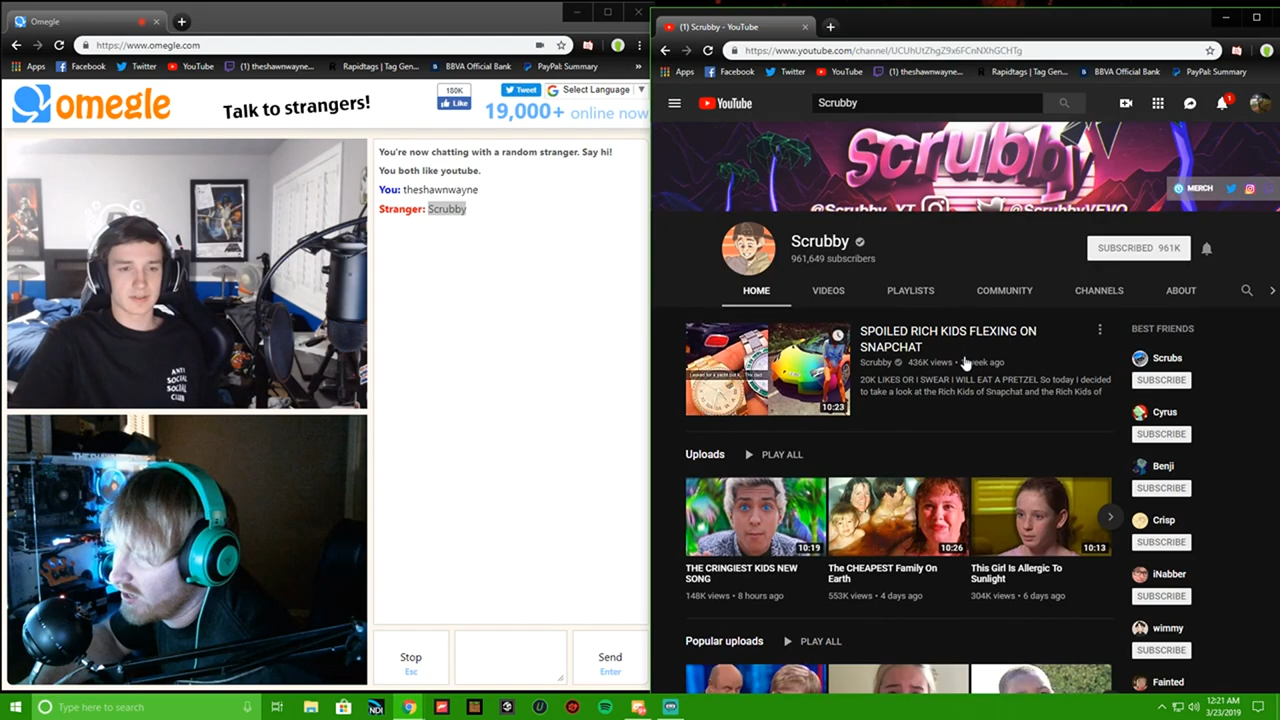 Omegle
https://www.omegle.com
Apps Facebook Twitter YouTube (1) theshawnwayne... Rapidtags | Tag Gen... BBVA Official Bank PayPal: Summary »
omegle
Talk to strangers!
180K
Like
Tweet
Select Language
19,000+ online now
You're now chatting with a random stranger. Say hi!
You both like youtube.
You: theshawnwayne
Stranger: Scrubby
ANTI
SOCIAL
SOCIAL
CLUB
Stop
Esc
Send
Enter
(1) Scrubby - YouTube
https://www.youtube.com/channel/UCUhUtZhgZ9x6FCnNXhGCHTg
Apps Facebook Twitter YouTube (1) theshawnwayne... Rapidtags | Tag Gen... BBVA Official Bank PayPal: Summary
YouTube
Scrubby
1
Scrubby
@Scrubby_YT @ScrubbyVEVO
MERCH
Scrubby
961,649 subscribers
SUBSCRIBED 961K
HOME VIDEOS PLAYLISTS COMMUNITY CHANNELS ABOUT
10:23
SPOILED RICH KIDS FLEXING ON
SNAPCHAT
Scrubby 436K views • week ago
20K LIKES OR I SWEAR I WILL EAT A PRETZEL So today I decided
to take a look at the Rich Kids of Snapchat and the Rich Kids of
Uploads PLAY ALL
10:19
THE CRINGIEST KIDS NEW
SONG
148K views • 8 hours ago
10:26
The CHEAPEST Family On
Earth
553K views • 4 days ago
10:13
This Girl Is Allergic To
Sunlight
304K views • 6 days ago
Popular uploads PLAY ALL
BEST FRIENDS
Scrubs
SUBSCRIBE
Cyrus
SUBSCRIBE
Benji
SUBSCRIBE
Crisp
SUBSCRIBE
iNabber
SUBSCRIBE
wimmy
SUBSCRIBE
Fainted
Type here to search
NDI
12:21 AM
3/23/2019